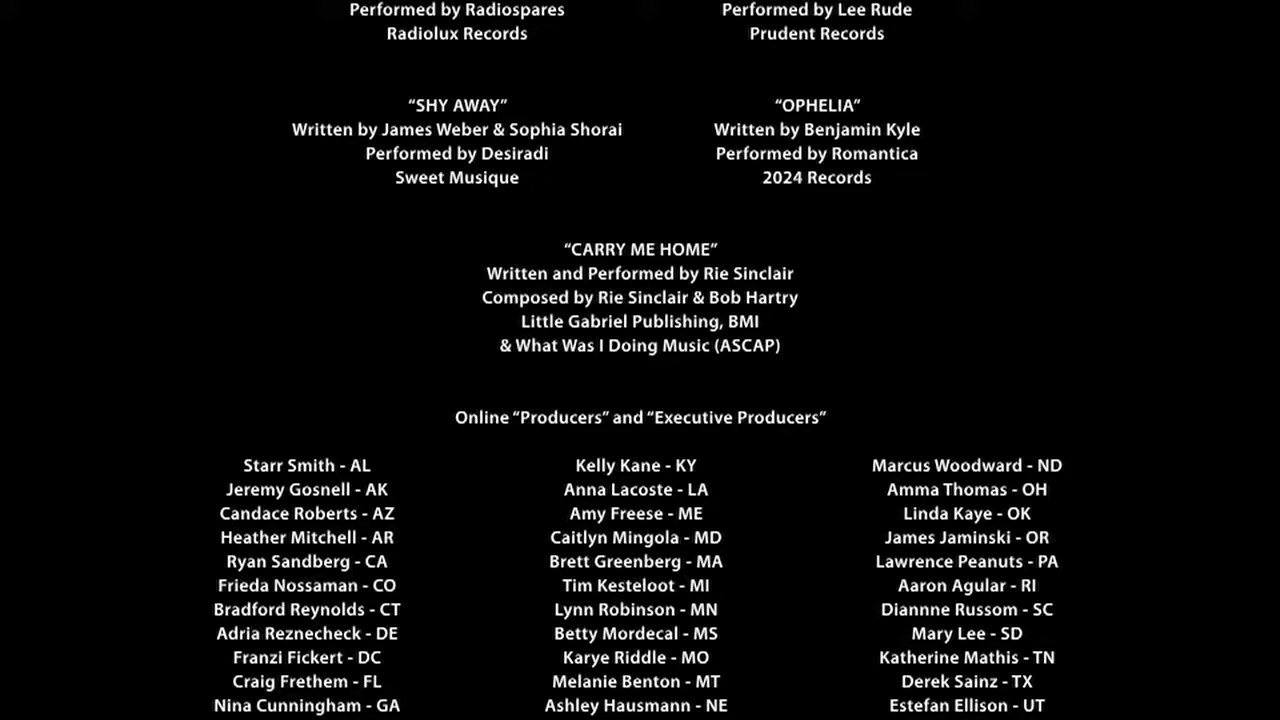 Performed by Radiospares
Radiolux Records
Performed by Lee Rude
Prudent Records
“SHY AWAY”
Written by James Weber & Sophia Shorai
Performed by Desiradi
Sweet Musique
“OPHELIA”
Written by Benjamin Kyle
Performed by Romantica
2024 Records
“CARRY ME HOME”
Written and Performed by Rie Sinclair
Composed by Rie Sinclair & Bob Hartry
Little Gabriel Publishing, BMI
& What Was I Doing Music (ASCAP)
Online “Producers” and “Executive Producers”
Starr Smith - AL
Jeremy Gosnell - AK
Candace Roberts - AZ
Heather Mitchell - AR
Ryan Sandberg - CA
Frieda Nossaman - CO
Bradford Reynolds - CT
Adria Reznecheck - DE
Franzi Fickert - DC
Craig Frethem - FL
Nina Cunningham - GA
Kelly Kane - KY
Anna Lacoste - LA
Amy Freese - ME
Caitlyn Mingola - MD
Brett Greenberg - MA
Tim Kesteloot - MI
Lynn Robinson - MN
Betty Mordecal - MS
Karye Riddle - MO
Melanie Benton - MT
Ashley Hausmann - NE
Marcus Woodward - ND
Amma Thomas - OH
Linda Kaye - OK
James Jaminski - OR
Lawrence Peanuts - PA
Aaron Agular - RI
Diannne Russom - SC
Mary Lee - SD
Katherine Mathis - TN
Derek Sainz - TX
Estefan Ellison - UT